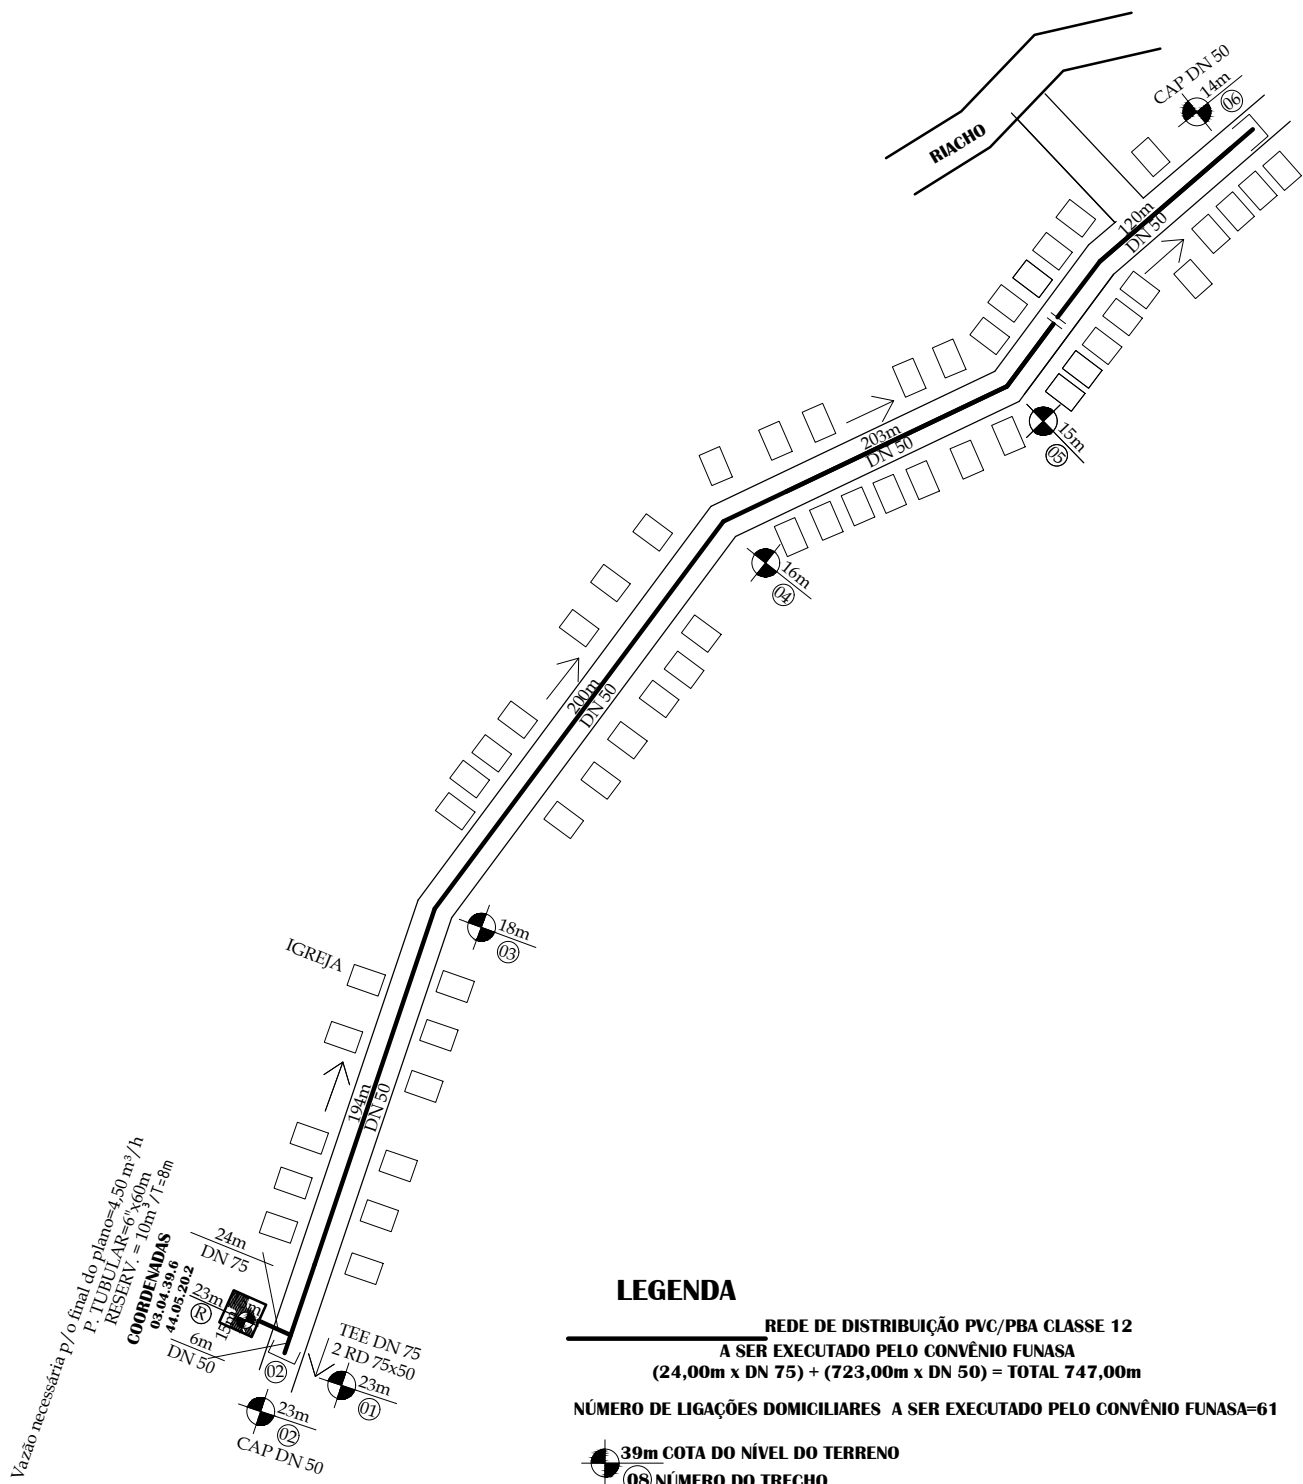 CAP DN 50
14m
06
RIACHO
120m
DN 50
203m
DN 50
15m
05
16m
04
200m
DN 50
18m
03
IGREJA
194m
DN 50
Vazão necessária p/o final do plano=4,50 m³/h
P. TUBULAR=6"x60m
RESERV. = 10m³/T=8m
COORDENADAS
03.04.39.6
44.05.20.2
24m
DN 75
23m
R
6m
DN 50
02
TEE DN 75
2 RD 75x50
23m
01
23m
02
CAP DN 50
LEGENDA
REDE DE DISTRIBUIÇÃO PVC/PBA CLASSE 12
A SER EXECUTADO PELO CONVÊNIO FUNASA
(24,00m x DN 75) + (723,00m x DN 50) = TOTAL 747,00m
NÚMERO DE LIGAÇÕES DOMICILIARES A SER EXECUTADO PELO CONVÊNIO FUNASA=61
39m COTA DO NÍVEL DO TERRENO
08 NÚMERO DO TRECHO